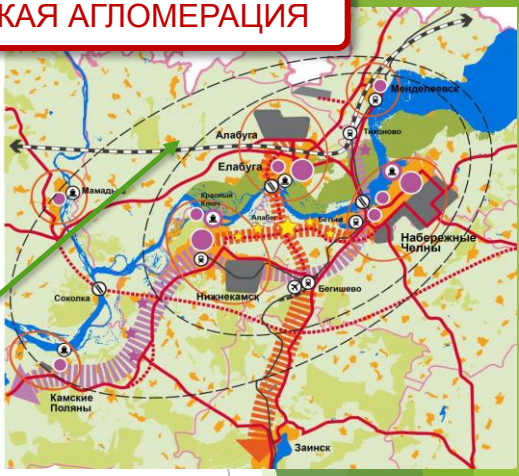 КАЯ АГЛОМЕРАЦИЯ
Менделеевск
Тихоново
Алабуга
Елабуга
Мамадыш
Красный
Ключ
Алабуга
Бетьки
Набережные
Челны
Соколка
Нижнекамск
Бегишево
Камские
Поляны
Заинск